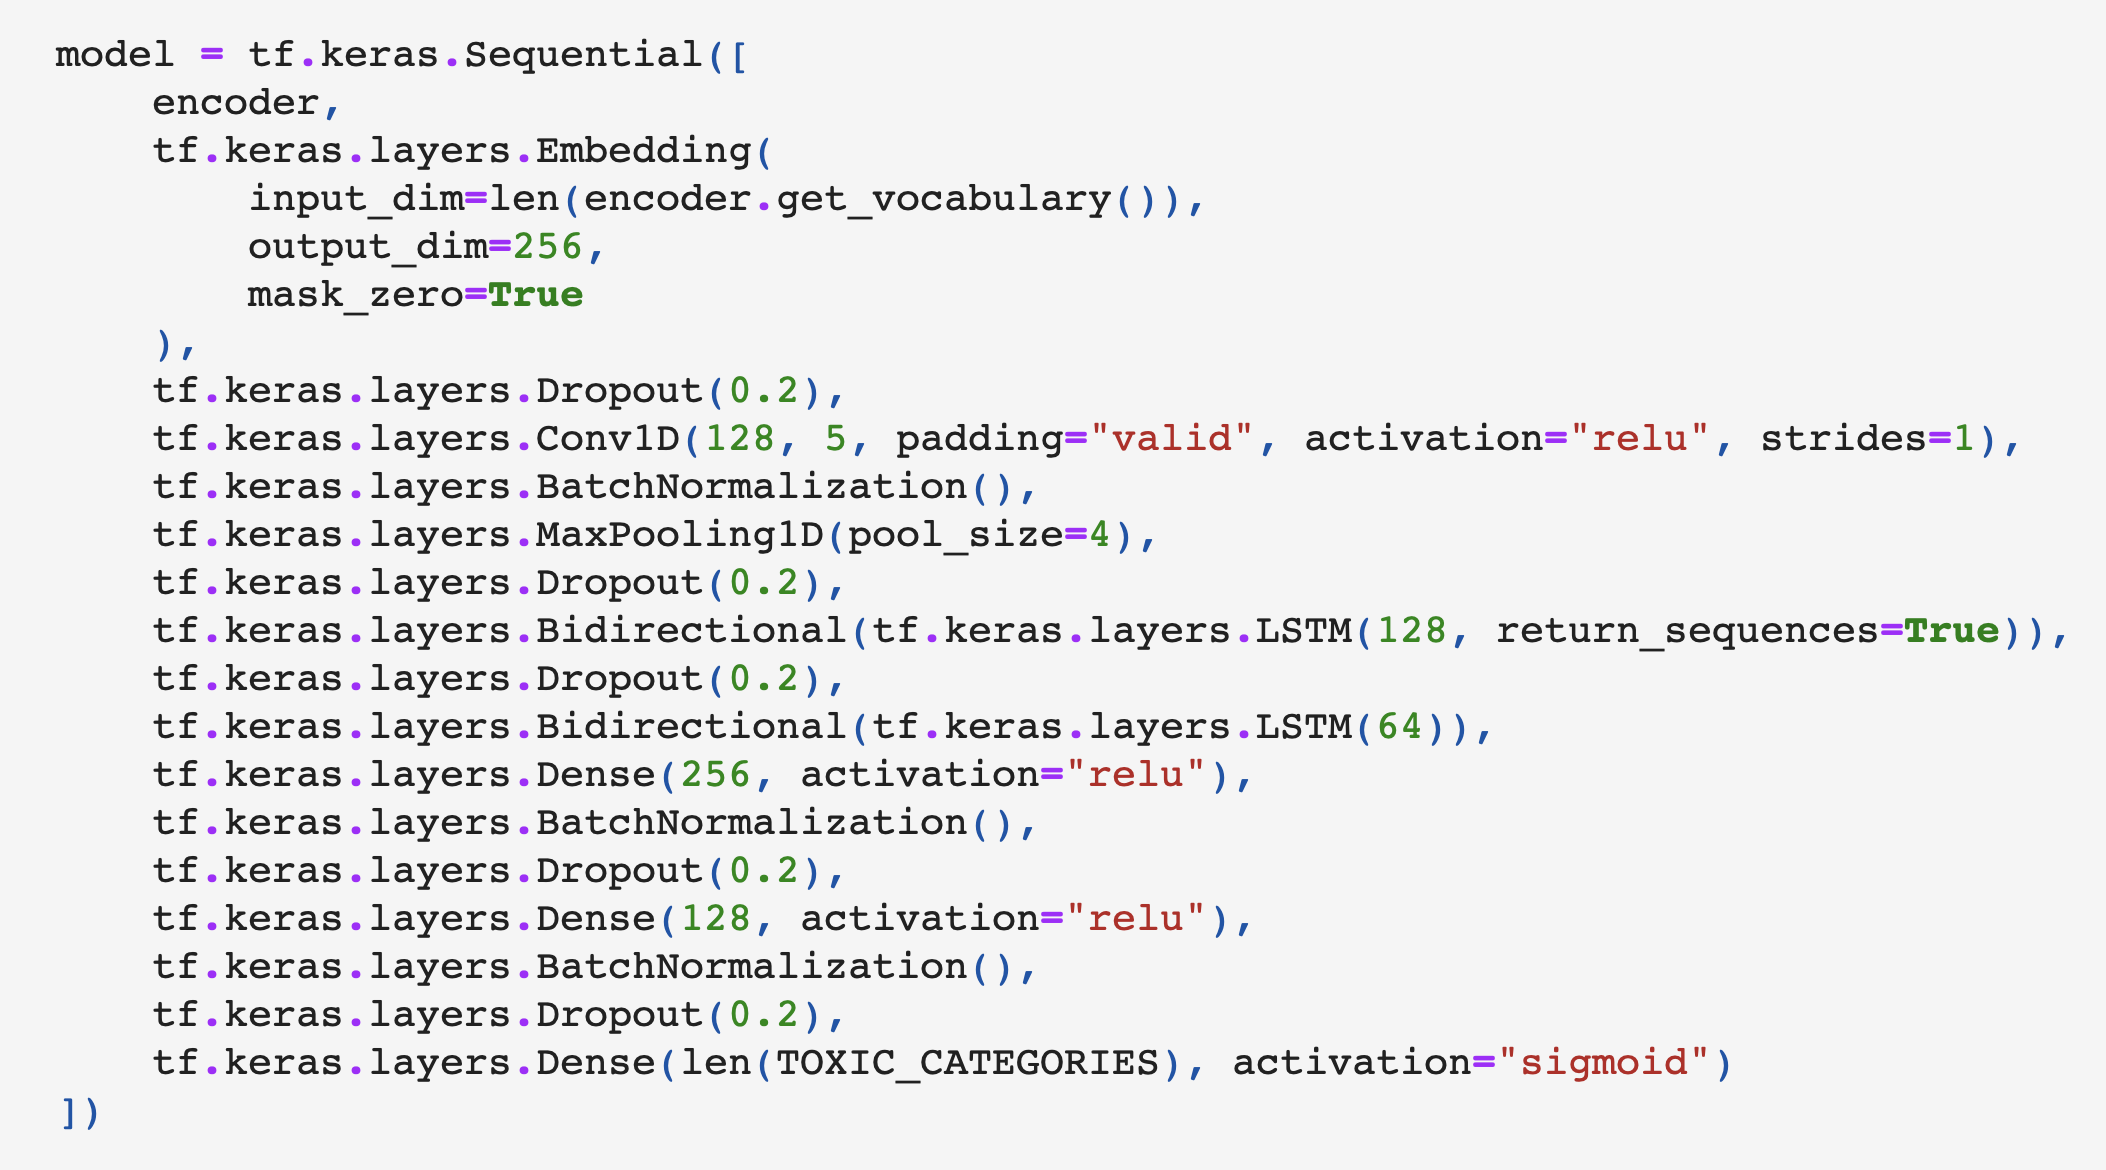 model = tf.keras.Sequential([
    encoder,
    tf.keras.layers.Embedding(
        input_dim=len(encoder.get_vocabulary()),
        output_dim=256,
        mask_zero=True
    ),
    tf.keras.layers.Dropout(0.2),
    tf.keras.layers.Conv1D(128, 5, padding="valid", activation="relu", strides=1),
    tf.keras.layers.BatchNormalization(),
    tf.keras.layers.MaxPooling1D(pool_size=4),
    tf.keras.layers.Dropout(0.2),
    tf.keras.layers.Bidirectional(tf.keras.layers.LSTM(128, return_sequences=True)),
    tf.keras.layers.Dropout(0.2),
    tf.keras.layers.Bidirectional(tf.keras.layers.LSTM(64)),
    tf.keras.layers.Dense(256, activation="relu"),
    tf.keras.layers.BatchNormalization(),
    tf.keras.layers.Dropout(0.2),
    tf.keras.layers.Dense(128, activation="relu"),
    tf.keras.layers.BatchNormalization(),
    tf.keras.layers.Dropout(0.2),
    tf.keras.layers.Dense(len(TOXIC_CATEGORIES), activation="sigmoid")
])